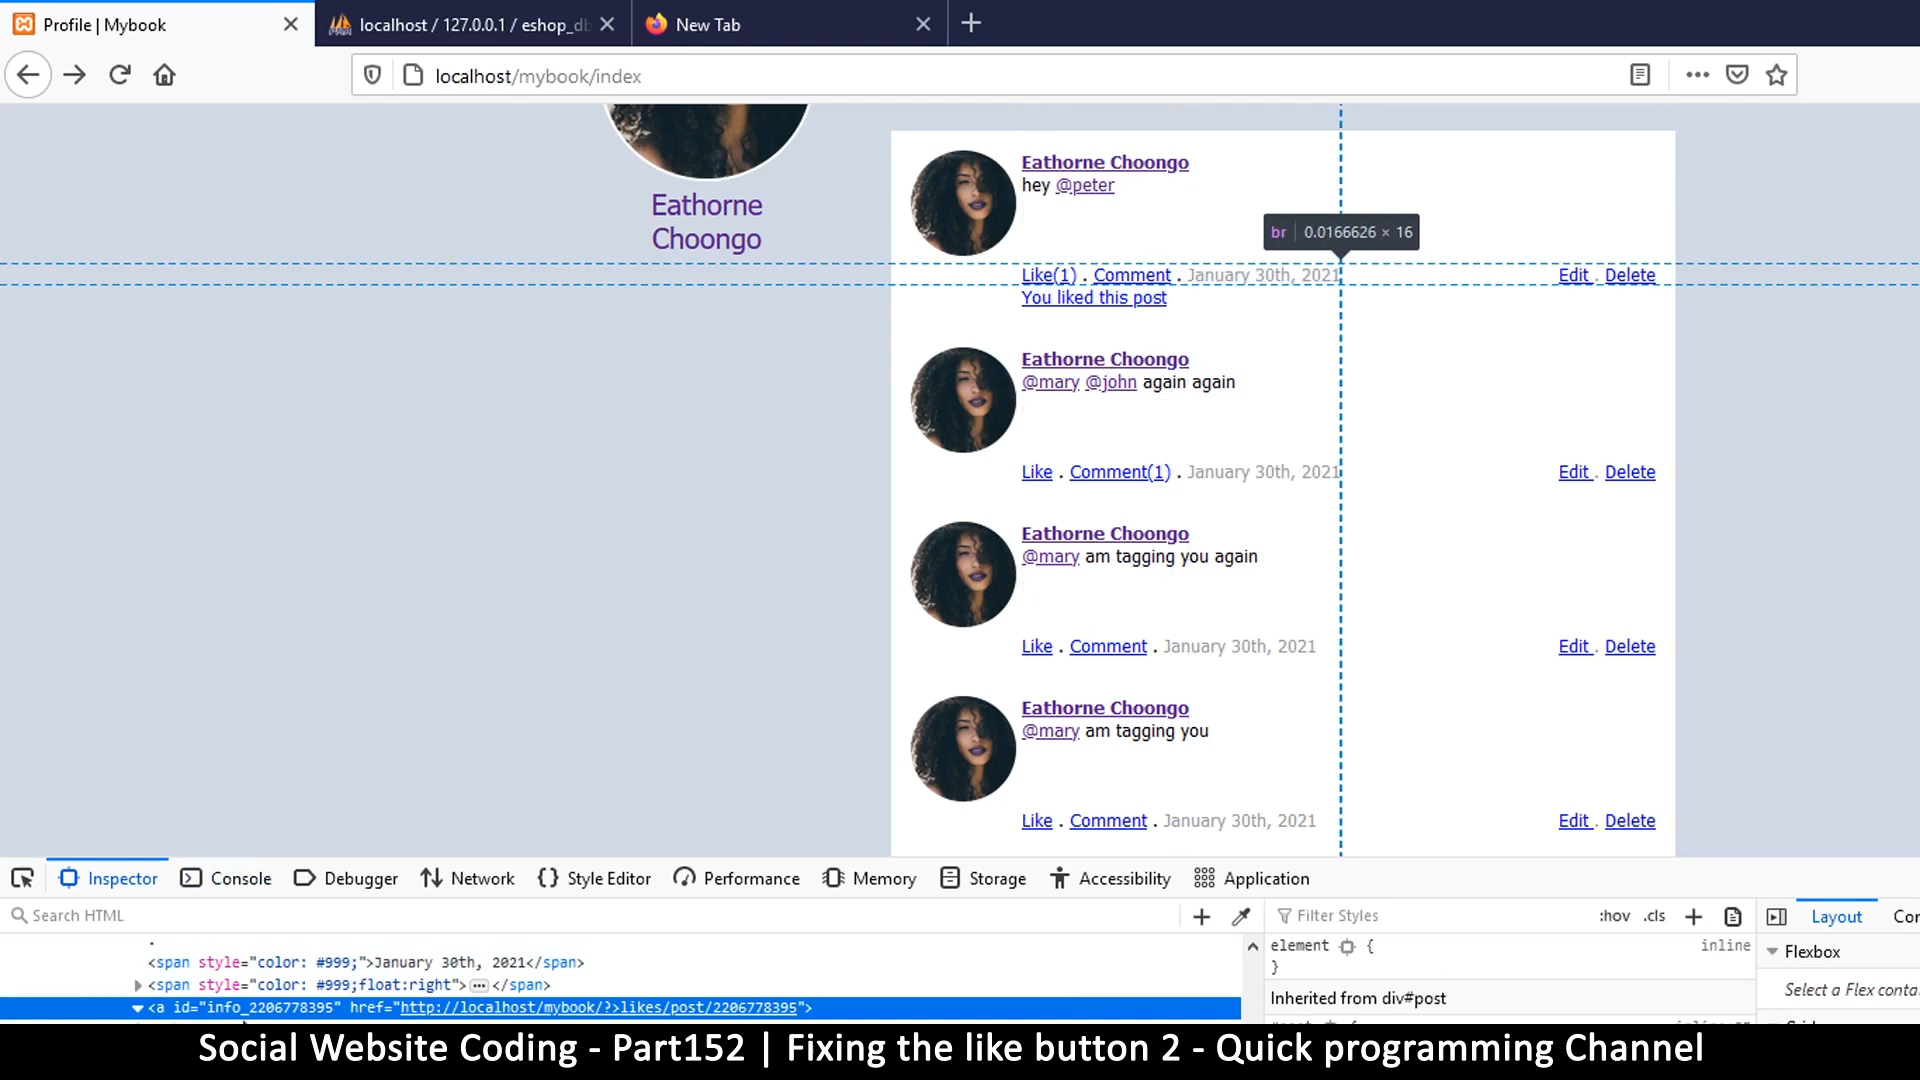 Profile | Mybook
localhost / 127.0.0.1 / eshop_db
New Tab
localhost/mybook/index
Eathorne
Choongo
Eathorne Choongo
hey @peter
br 0.0166626 × 16
Like(1) . Comment . January 30th, 2021 Edit . Delete
You liked this post
Eathorne Choongo
@mary @john again again
Like . Comment(1) . January 30th, 2021 Edit . Delete
Eathorne Choongo
@mary am tagging you again
Like . Comment . January 30th, 2021 Edit . Delete
Eathorne Choongo
@mary am tagging you
Like . Comment . January 30th, 2021 Edit . Delete
Inspector Console Debugger Network {} Style Editor Performance Memory Storage Accessibility Application
Search HTML
Filter Styles :hov .cls
Layout
.
<span style="color: #999;">January 30th, 2021</span>
<span style="color: #999;float:right"> ••• </span>
<a id="info_2206778395" href="http://localhost/mybook/?>likes/post/2206778395">
element { inline
}
Inherited from div#post
Flexbox
Select a Flex conta
Social Website Coding - Part152 | Fixing the like button 2 - Quick programming Channel